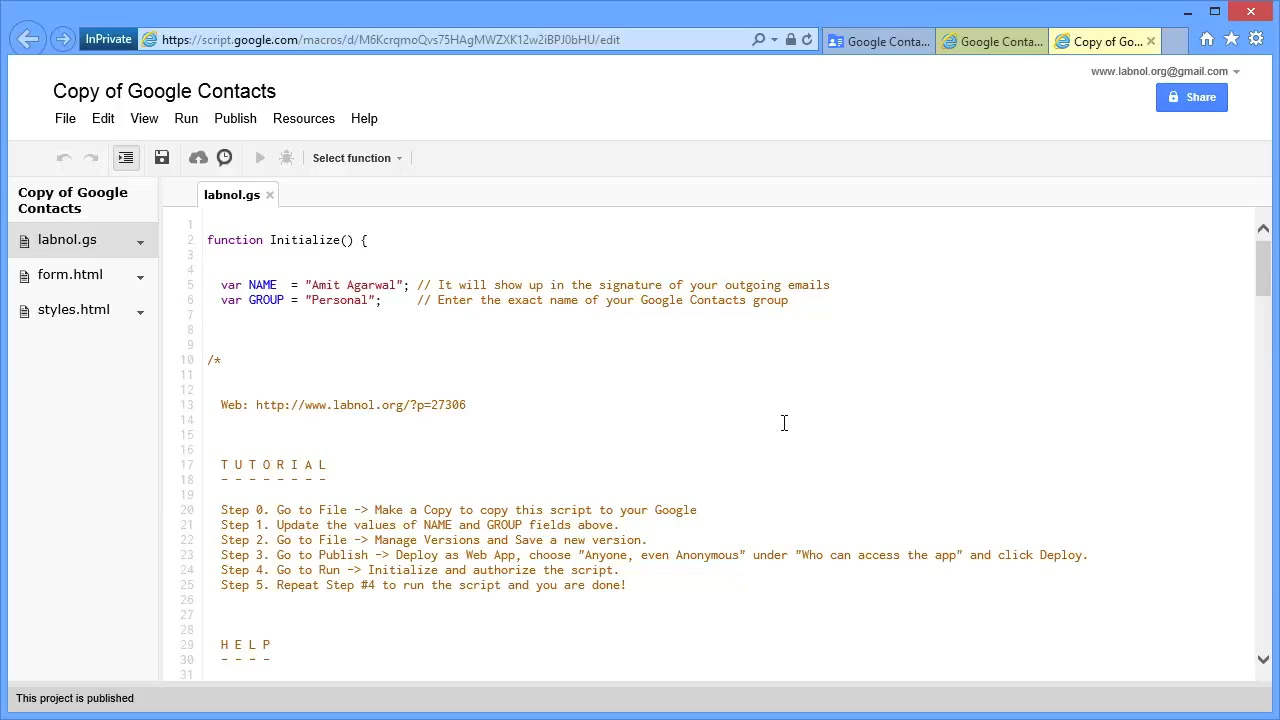 InPrivate
https://script.google.com/macros/d/M6KcrqmoQvs75HAgMWZXK12w2iBPJ0bHU/edit
Google Conta...
Google Conta...
Copy of Go...
www.labnol.org@gmail.com
Copy of Google Contacts
Share
File Edit View Run Publish Resources Help
Select function
Copy of Google
Contacts
labnol.gs
form.html
styles.html
labnol.gs
1
2 function Initialize() {
3
4
5 var NAME = "Amit Agarwal"; // It will show up in the signature of your outgoing emails
6 var GROUP = "Personal"; // Enter the exact name of your Google Contacts group
7
8
9
10 /*
11
12
13 Web: http://www.labnol.org/?p=27306
14
15
16
17 T U T O R I A L
18 - - - - - - - -
19
20 Step 0. Go to File -> Make a Copy to copy this script to your Google
21 Step 1. Update the values of NAME and GROUP fields above.
22 Step 2. Go to File -> Manage Versions and Save a new version.
23 Step 3. Go to Publish -> Deploy as Web App, choose "Anyone, even Anonymous" under "Who can access the app" and click Deploy.
24 Step 4. Go to Run -> Initialize and authorize the script.
25 Step 5. Repeat Step #4 to run the script and you are done!
26
27
28
29 H E L P
30 - - - -
31
This project is published